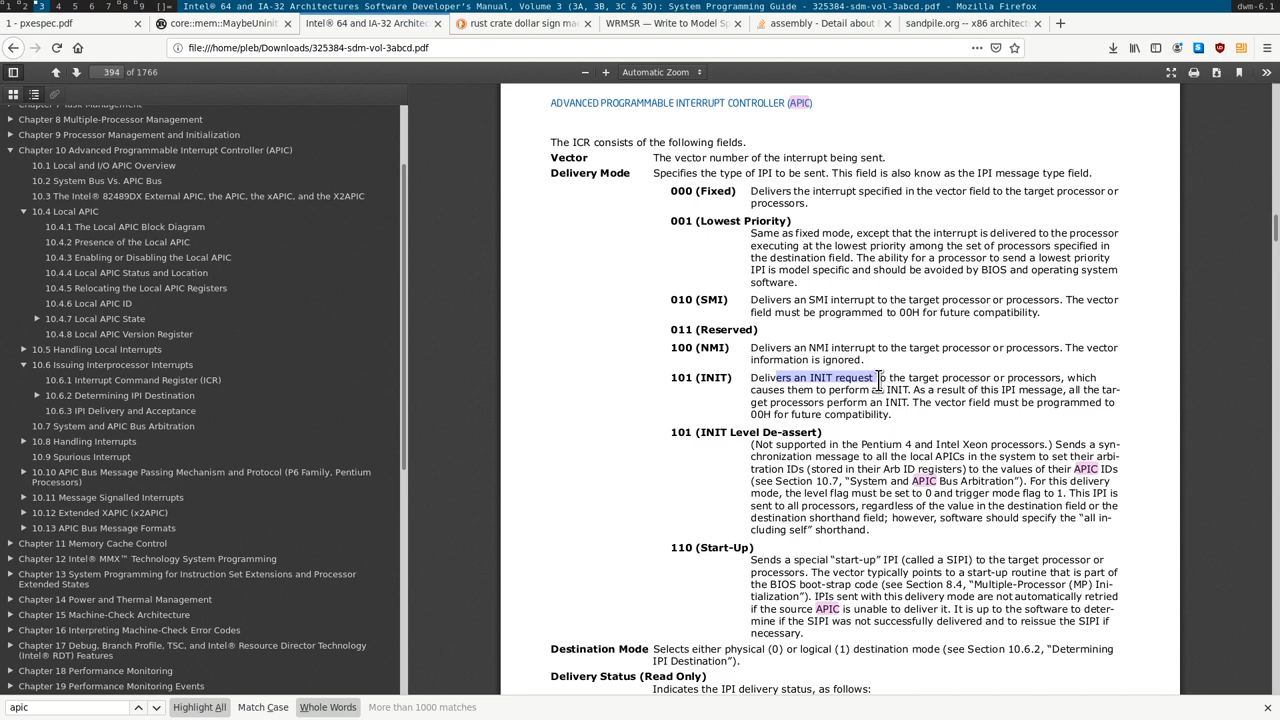 1 2 3 4 5 6 7 8 9 []= Intel® 64 and IA-32 Architectures Software Developer's Manual, Volume 3 (3A, 3B, 3C & 3D): System Programming Guide - 325384-sdm-vol-3abcd.pdf - Mozilla Firefox dwm-6.1
1 - pxespec.pdf core::mem::MaybeUninit Intel® 64 and IA-32 Architec rust crate dollar sign ma WRMSR — Write to Model Sp assembly - Detail about M sandpile.org -- x86 architect
file:///home/pleb/Downloads/325384-sdm-vol-3abcd.pdf
394 of 1766 Automatic Zoom
Chapter 7 Task Management
Chapter 8 Multiple-Processor Management
Chapter 9 Processor Management and Initialization
Chapter 10 Advanced Programmable Interrupt Controller (APIC)
10.1 Local and I/O APIC Overview
10.2 System Bus Vs. APIC Bus
10.3 The Intel® 82489DX External APIC, the APIC, the xAPIC, and the X2APIC
10.4 Local APIC
10.4.1 The Local APIC Block Diagram
10.4.2 Presence of the Local APIC
10.4.3 Enabling or Disabling the Local APIC
10.4.4 Local APIC Status and Location
10.4.5 Relocating the Local APIC Registers
10.4.6 Local APIC ID
10.4.7 Local APIC State
10.4.8 Local APIC Version Register
10.5 Handling Local Interrupts
10.6 Issuing Interprocessor Interrupts
10.6.1 Interrupt Command Register (ICR)
10.6.2 Determining IPI Destination
10.6.3 IPI Delivery and Acceptance
10.7 System and APIC Bus Arbitration
10.8 Handling Interrupts
10.9 Spurious Interrupt
10.10 APIC Bus Message Passing Mechanism and Protocol (P6 Family, Pentium
Processors)
10.11 Message Signalled Interrupts
10.12 Extended XAPIC (x2APIC)
10.13 APIC Bus Message Formats
Chapter 11 Memory Cache Control
Chapter 12 Intel® MMX™ Technology System Programming
Chapter 13 System Programming for Instruction Set Extensions and Processor
Extended States
Chapter 14 Power and Thermal Management
Chapter 15 Machine-Check Architecture
Chapter 16 Interpreting Machine-Check Error Codes
Chapter 17 Debug, Branch Profile, TSC, and Intel® Resource Director Technology
(Intel® RDT) Features
Chapter 18 Performance Monitoring
Chapter 19 Performance Monitoring Events
ADVANCED PROGRAMMABLE INTERRUPT CONTROLLER (APIC)
The ICR consists of the following fields.
Vector The vector number of the interrupt being sent.
Delivery Mode Specifies the type of IPI to be sent. This field is also know as the IPI message type field.
000 (Fixed) Delivers the interrupt specified in the vector field to the target processor or
processors.
001 (Lowest Priority)
Same as fixed mode, except that the interrupt is delivered to the processor
executing at the lowest priority among the set of processors specified in
the destination field. The ability for a processor to send a lowest priority
IPI is model specific and should be avoided by BIOS and operating system
software.
010 (SMI) Delivers an SMI interrupt to the target processor or processors. The vector
field must be programmed to 00H for future compatibility.
011 (Reserved)
100 (NMI) Delivers an NMI interrupt to the target processor or processors. The vector
information is ignored.
101 (INIT) Delivers an INIT request to the target processor or processors, which
causes them to perform an INIT. As a result of this IPI message, all the tar-
get processors perform an INIT. The vector field must be programmed to
00H for future compatibility.
101 (INIT Level De-assert)
(Not supported in the Pentium 4 and Intel Xeon processors.) Sends a syn-
chronization message to all the local APICs in the system to set their arbi-
tration IDs (stored in their Arb ID registers) to the values of their APIC IDs
(see Section 10.7, “System and APIC Bus Arbitration”). For this delivery
mode, the level flag must be set to 0 and trigger mode flag to 1. This IPI is
sent to all processors, regardless of the value in the destination field or the
destination shorthand field; however, software should specify the “all in-
cluding self” shorthand.
110 (Start-Up)
Sends a special “start-up” IPI (called a SIPI) to the target processor or
processors. The vector typically points to a start-up routine that is part of
the BIOS boot-strap code (see Section 8.4, “Multiple-Processor (MP) Ini-
tialization”). IPIs sent with this delivery mode are not automatically retried
if the source APIC is unable to deliver it. It is up to the software to deter-
mine if the SIPI was not successfully delivered and to reissue the SIPI if
necessary.
Destination Mode Selects either physical (0) or logical (1) destination mode (see Section 10.6.2, “Determining
IPI Destination”).
Delivery Status (Read Only)
Indicates the IPI delivery status, as follows:
apic Highlight All Match Case Whole Words More than 1000 matches